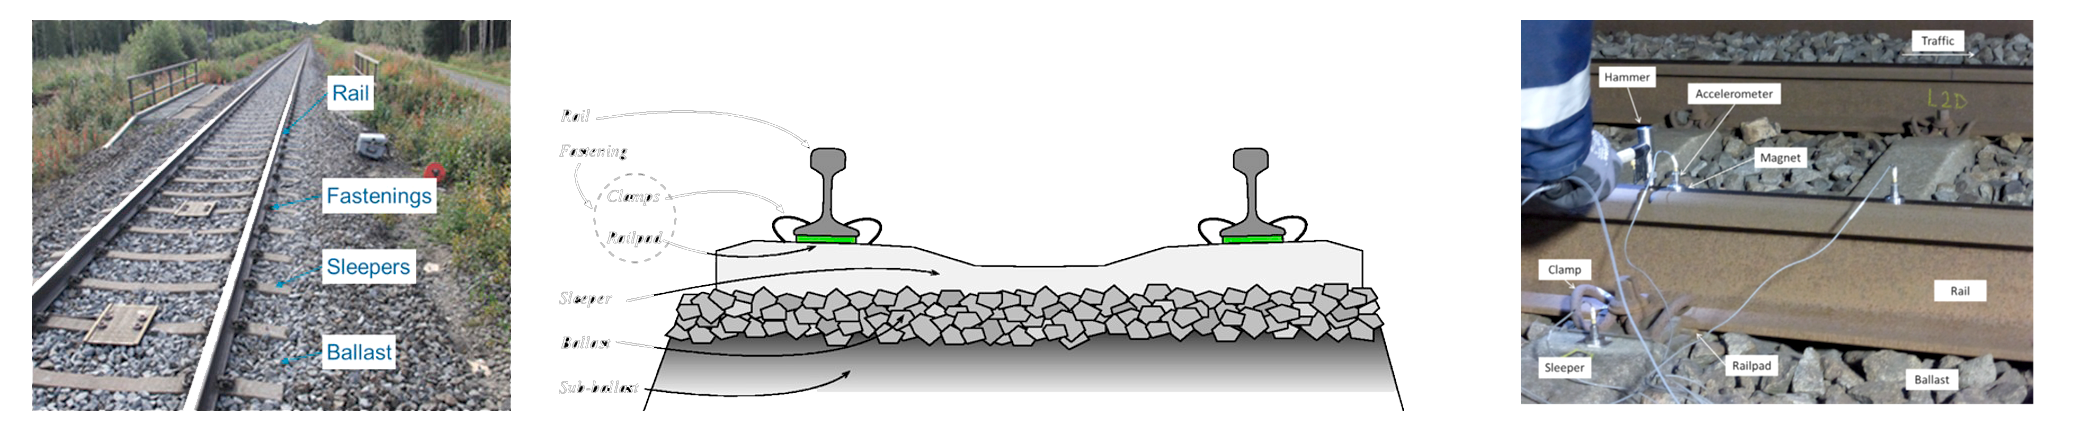 Rail
Fastenings
Sleepers
Ballast
Rail
Fastening
Clamps
Railpad
Sleeper
Ballast
Sub-ballast
Traffic
Hammer
Accelerometer
L2D
Magnet
Clamp
Rail
Sleeper
Railpad
Ballast